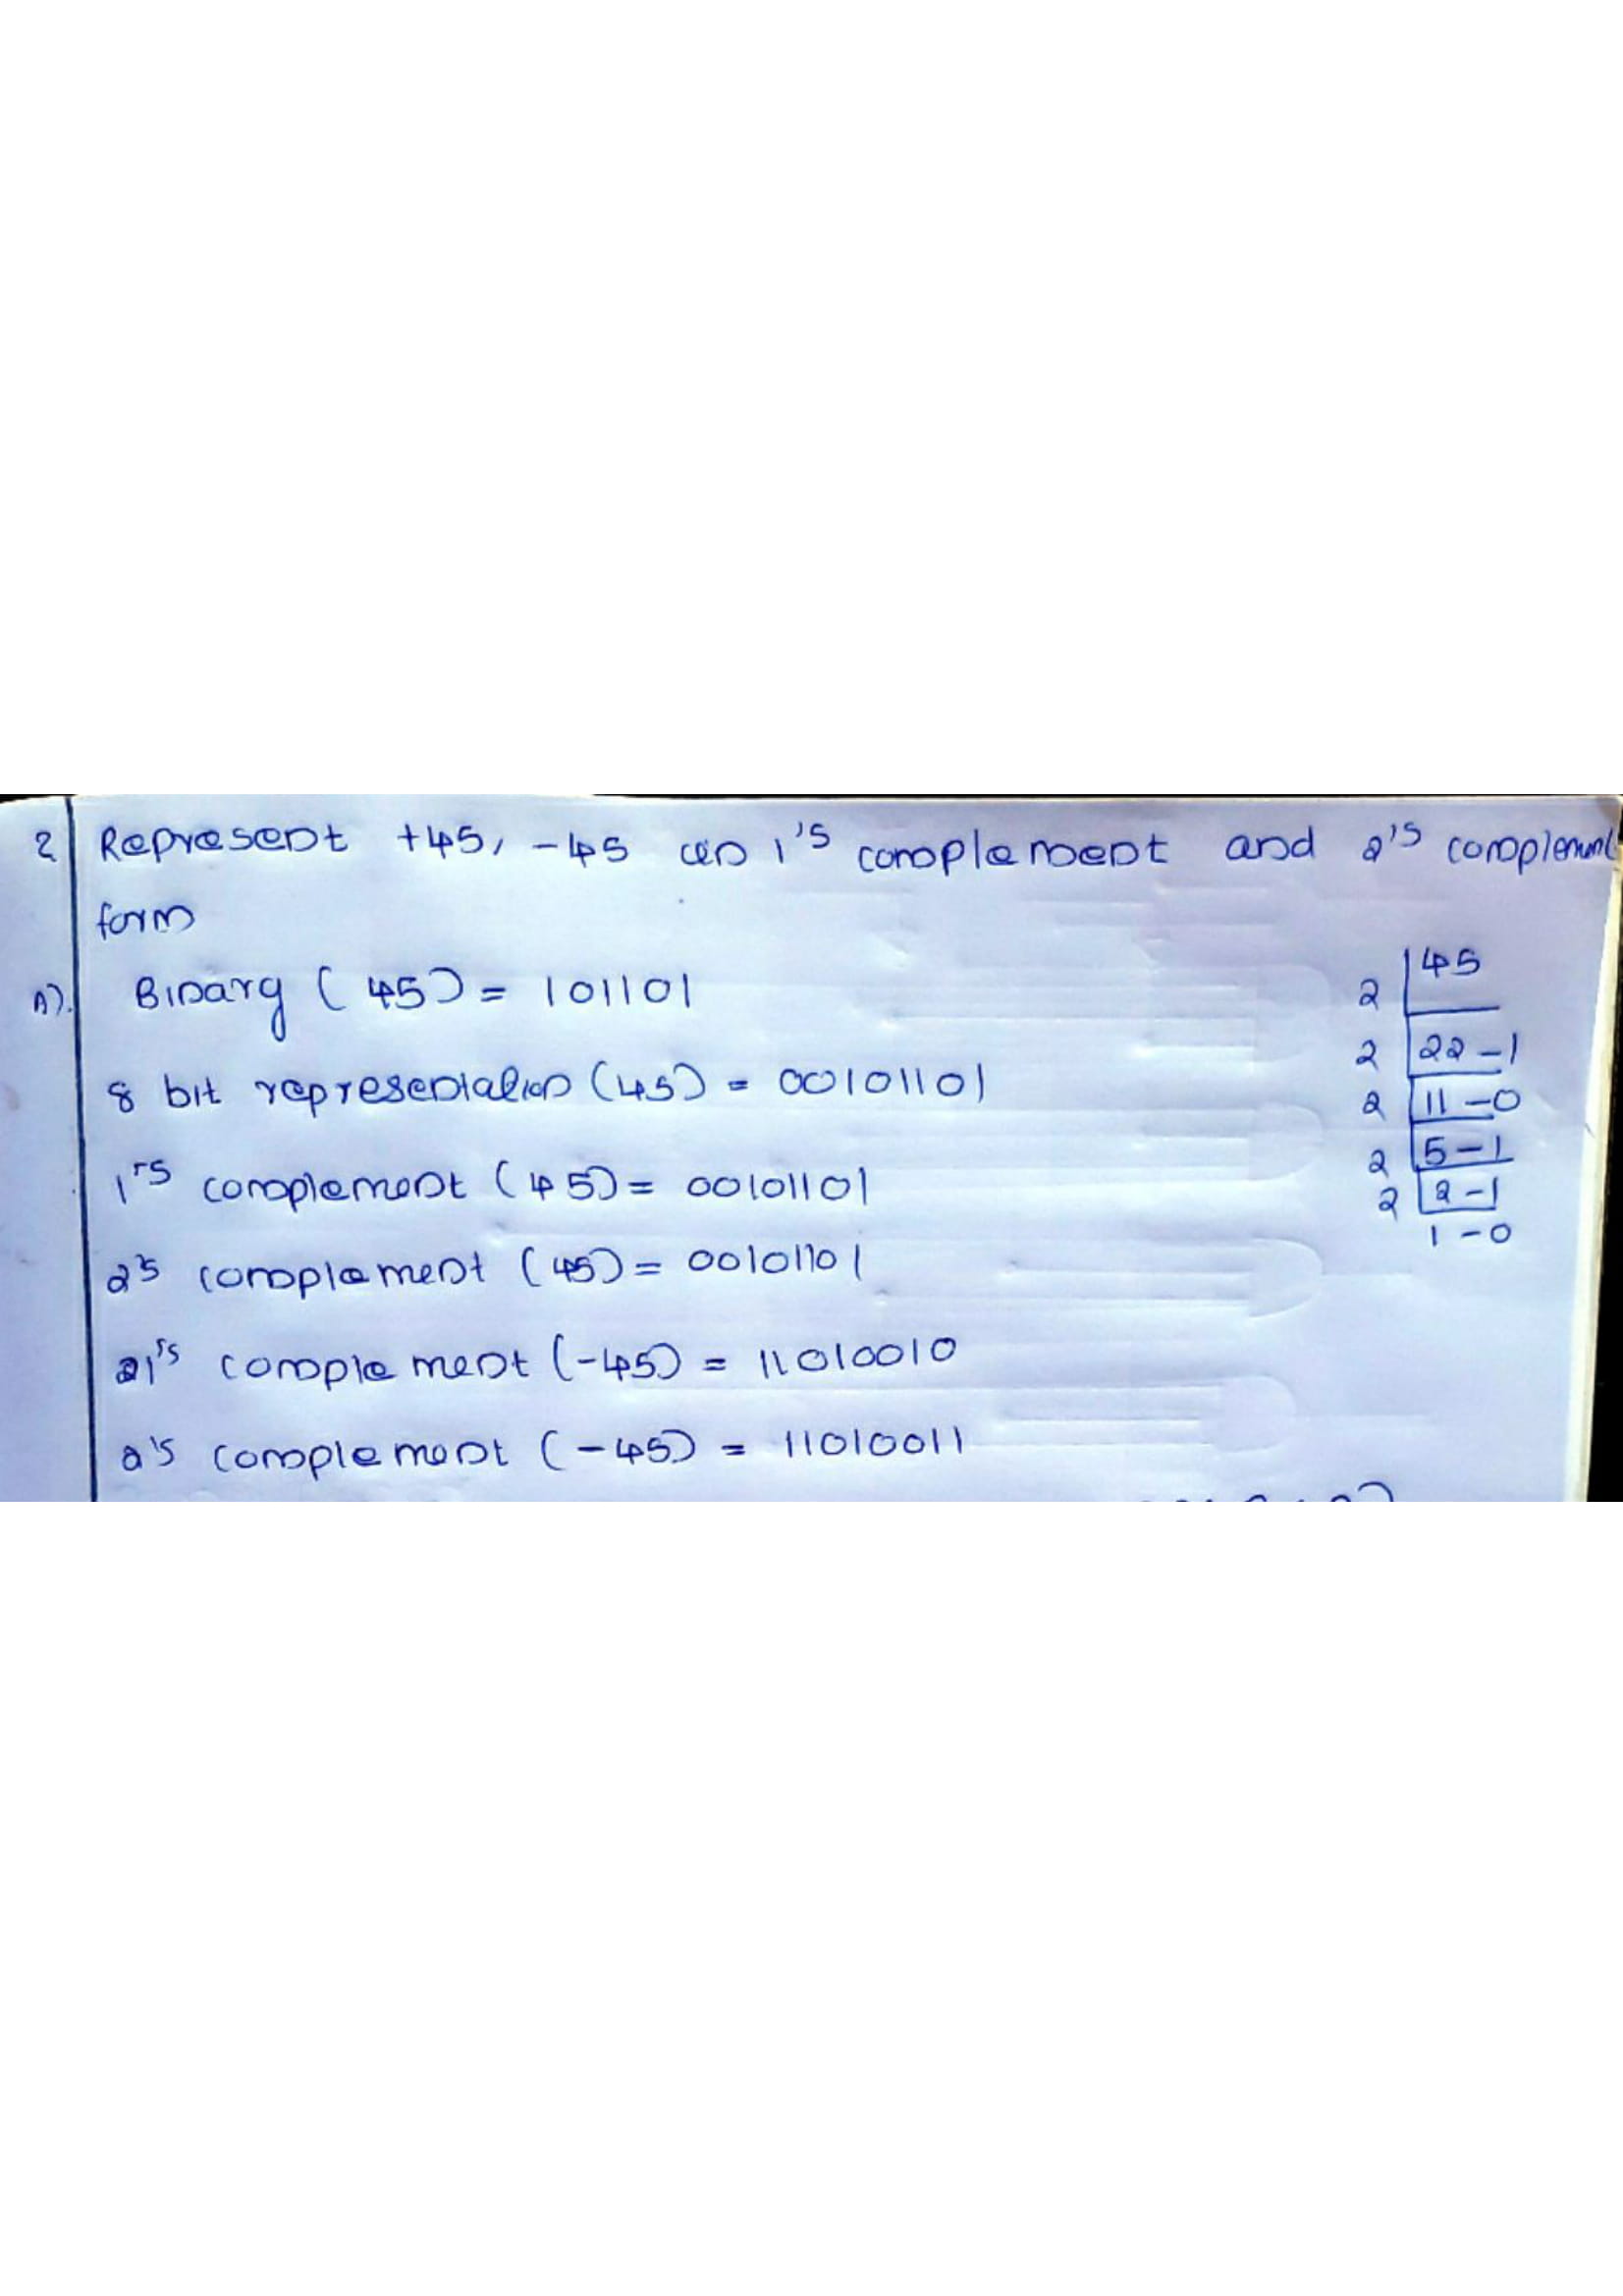 2 Represent +45, -45 in 1's complement and 2's complement
form
A). Binary (45) = 101101
8 bit representation (45) = 00101101
1's complement (45) = 00101101
2's complement (45) = 00101101
1's complement (-45) = 11010010
2's complement (-45) = 11010011
2 45
2 22-1
2 11-0
2 5-1
2 2-1
1-0